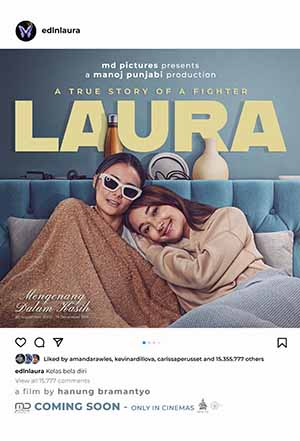 edlnlaura
md pictures presents
a manoj punjabi production
A TRUE STORY OF A FIGHTER
LAURA
Mengenang
Dalam Kasih
Liked by amandarawles, kevinardillova, carissaperusset and 15,355,777 others
edlnlaura Kelas bela diri
View all 15,777 comments
a film by hanung bramantyo
COMING SOON - ONLY IN CINEMAS